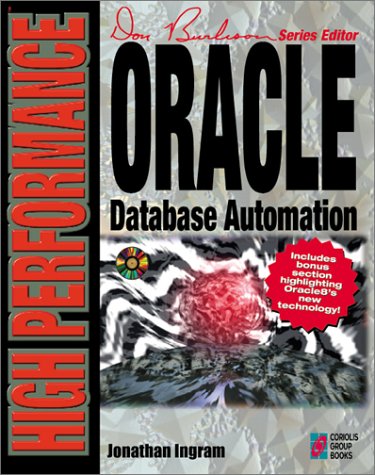 Don Burleson Series Editor
HIGH PERFORMANCE
ORACLE
Database Automation
Includes
bonus
section
highlighting
Oracle8's
new
technology!
Jonathan Ingram
CORIOLIS
GROUP
BOOKS